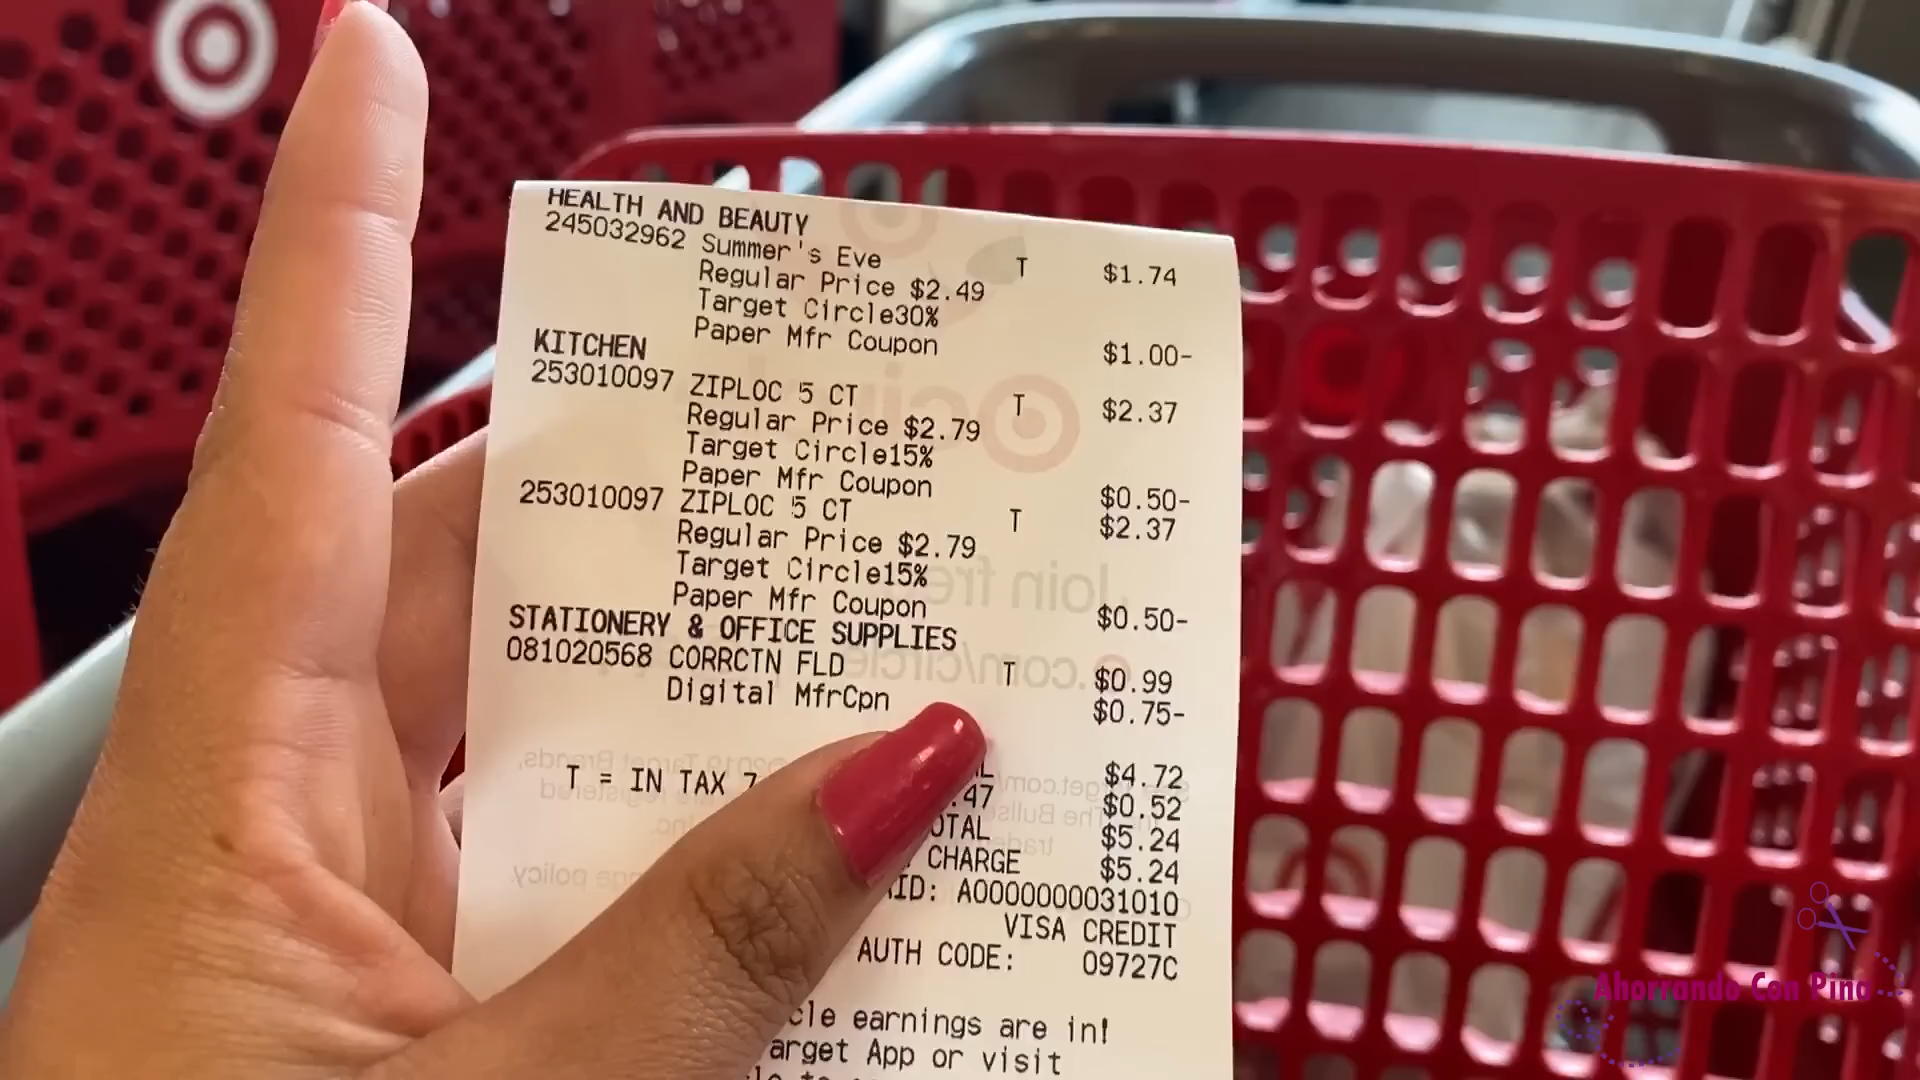 HEALTH AND BEAUTY
245032962 Summer's Eve T $1.74
Regular Price $2.49
Target Circle30%
Paper Mfr Coupon $1.00-
KITCHEN
253010097 ZIPLOC 5 CT T $2.37
Regular Price $2.79
Target Circle15%
Paper Mfr Coupon $0.50-
253010097 ZIPLOC 5 CT T $2.37
Regular Price $2.79
Target Circle15%
Paper Mfr Coupon $0.50-
STATIONERY & OFFICE SUPPLIES
081020568 CORRCTN FLD T $0.99
Digital MfrCpn $0.75-
$4.72
T = IN TAX 7 $0.52
$5.24
CHARGE $5.24
AID: A0000000031010
VISA CREDIT
AUTH CODE: 09727C
earnings are in!
App or visit
Ahorrando Con Pina